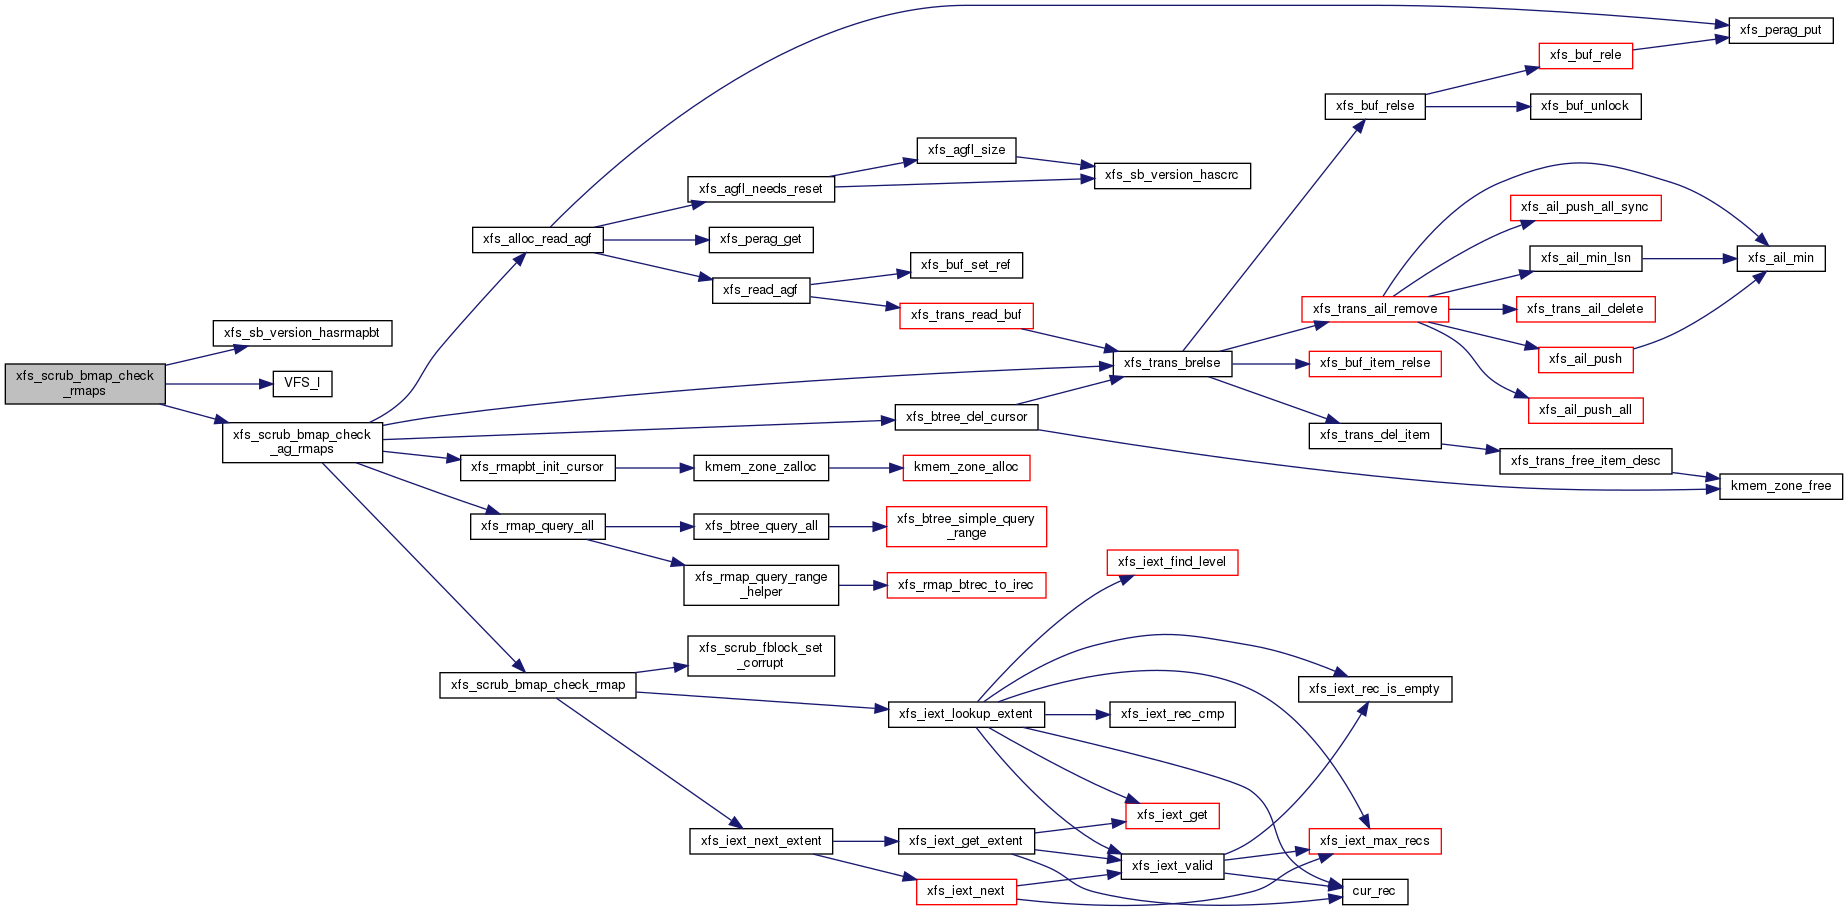 xfs_perag_put
xfs_buf_rele
xfs_buf_relse
xfs_buf_unlock
xfs_agfl_size
xfs_sb_version_hascrc
xfs_agfl_needs_reset
xfs_ail_push_all_sync
xfs_alloc_read_agf
xfs_perag_get
xfs_ail_min_lsn
xfs_ail_min
xfs_buf_set_ref
xfs_read_agf
xfs_trans_read_buf
xfs_trans_ail_remove
xfs_trans_ail_delete
xfs_sb_version_hasrmapbt
xfs_ail_push
xfs_trans_brelse
xfs_buf_item_relse
xfs_scrub_bmap_check
_rmaps
VFS_I
xfs_ail_push_all
xfs_btree_del_cursor
xfs_scrub_bmap_check
_ag_rmaps
xfs_trans_del_item
xfs_trans_free_item_desc
xfs_rmapbt_init_cursor
kmem_zone_zalloc
kmem_zone_alloc
kmem_zone_free
xfs_rmap_query_all
xfs_btree_query_all
xfs_btree_simple_query
_range
xfs_iext_find_level
xfs_rmap_query_range
_helper
xfs_rmap_btrec_to_irec
xfs_scrub_fblock_set
_corrupt
xfs_scrub_bmap_check_rmap
xfs_iext_rec_is_empty
xfs_iext_lookup_extent
xfs_iext_rec_cmp
xfs_iext_get
xfs_iext_next_extent
xfs_iext_get_extent
xfs_iext_max_recs
xfs_iext_valid
xfs_iext_next
cur_rec